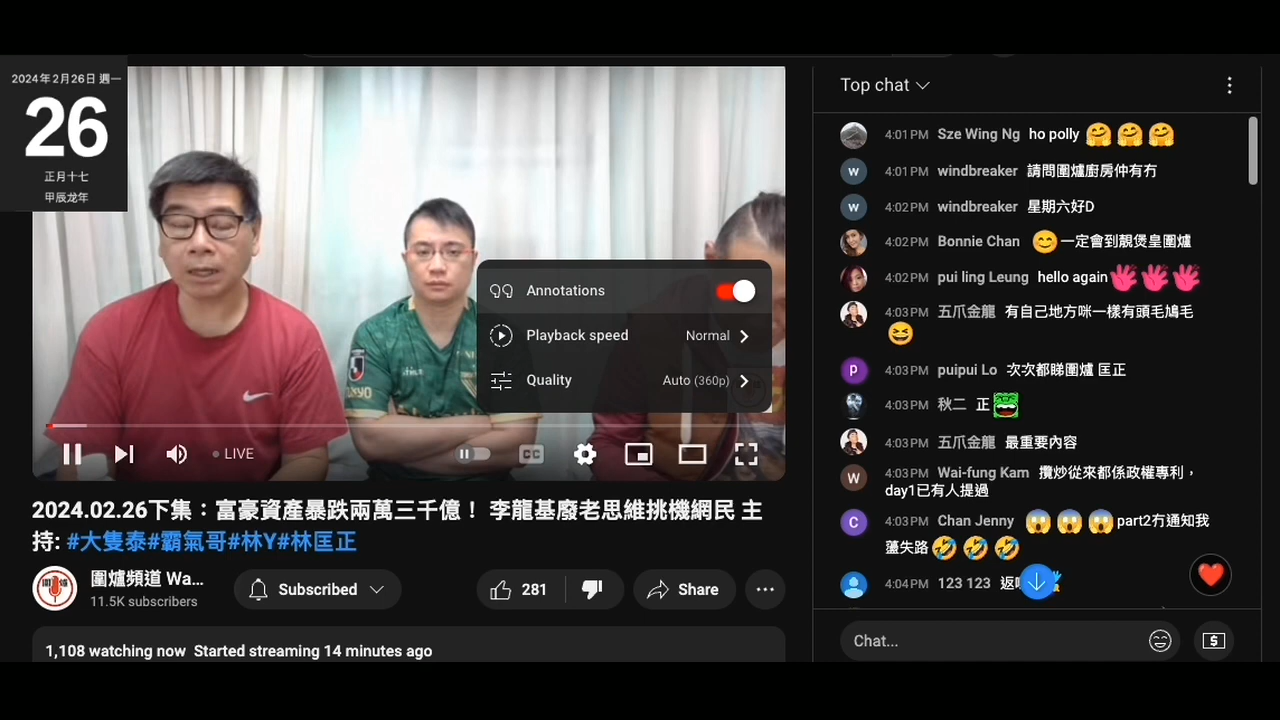 2024年2月26日 週一
26
正月十七
甲辰龙年
Annotations
Playback speed Normal
Quality Auto (360p)
CC
LIVE
2024.02.26下集：富豪資產暴跌兩萬三千億！ 李龍基廢老思維挑機網民 主
持: #大隻泰#霸氣哥#林Y#林匡正
圍爐頻道 Wa...
11.5K subscribers
Subscribed
281
Share
1,108 watching now Started streaming 14 minutes ago
Top chat
4:01 PM Sze Wing Ng ho polly 🤗🤗🤗
w 4:01 PM windbreaker 請問圍爐廚房仲有冇
w 4:02 PM windbreaker 星期六好D
4:02 PM Bonnie Chan 😊一定會到靚煲皇圍爐
4:02 PM pui ling Leung hello again
4:03 PM 五爪金龍 有自己地方咪一樣有頭毛鳩毛
😆
p 4:03 PM puipui Lo 次次都睇圍爐 匡正
4:03 PM 秋二 正
4:03 PM 五爪金龍 最重要內容
W 4:03 PM Wai-fung Kam 攬炒從來都係政權專利，
day1已有人提過
C 4:03 PM Chan Jenny 😱😱😱part2冇通知我
蘯失路🤣🤣🤣
4:04 PM 123 123 返
Chat...